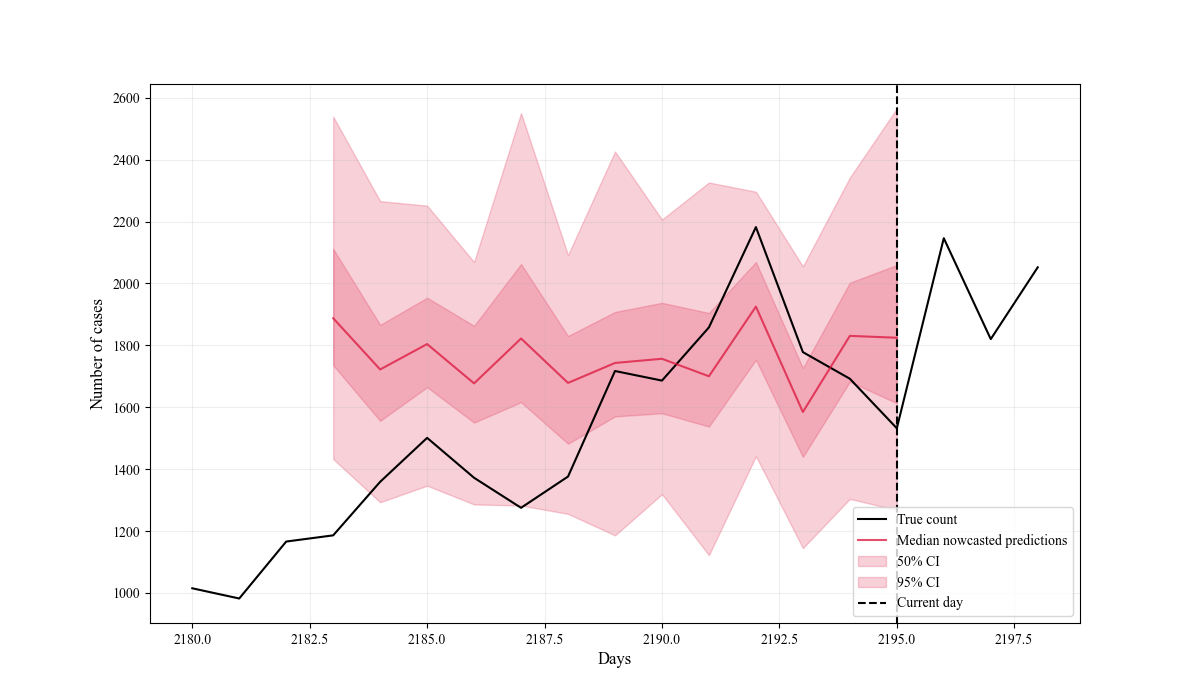 2600
2400
2200
2000
1800
1600
1400
1200
1000
Number of cases
True count
Median nowcasted predictions
50% CI
95% CI
Current day
2180.0 2182.5 2185.0 2187.5 2190.0 2192.5 2195.0 2197.5
Days